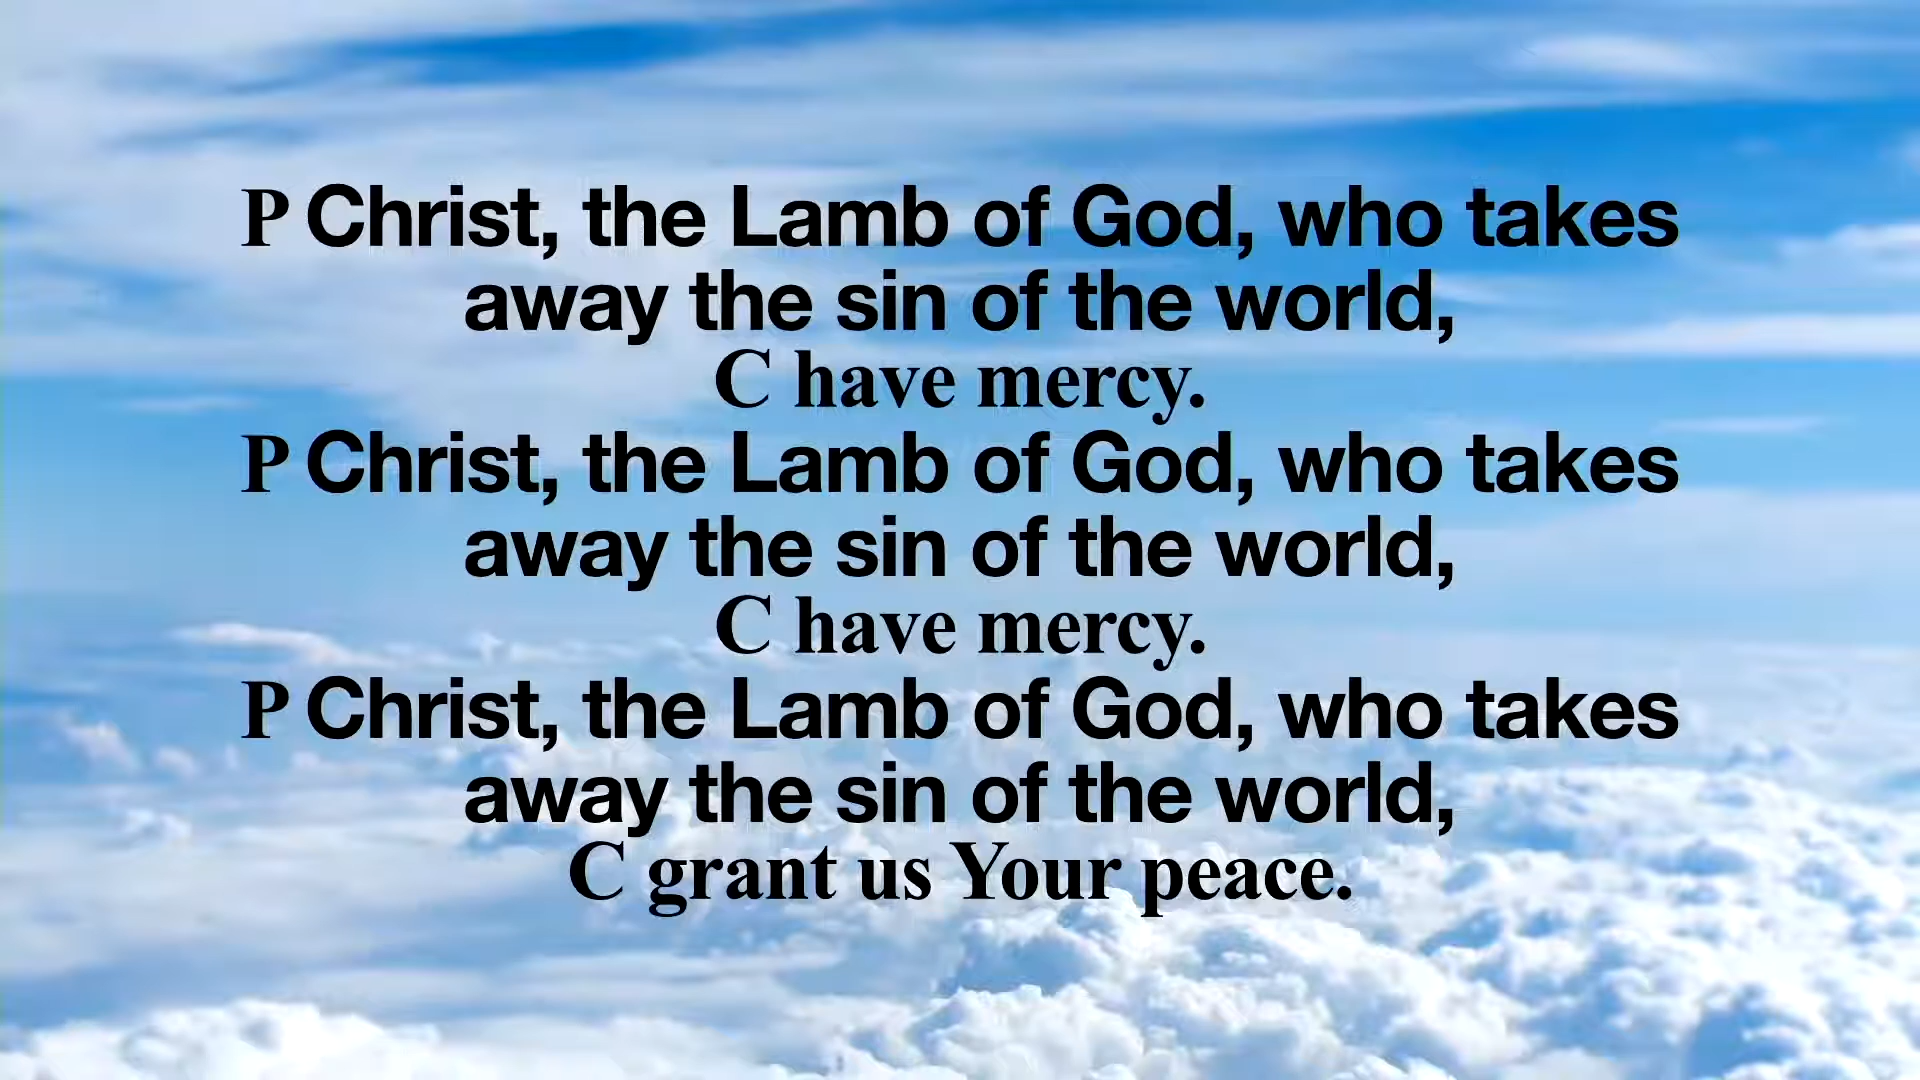 P Christ, the Lamb of God, who takes
away the sin of the world,
C have mercy.
P Christ, the Lamb of God, who takes
away the sin of the world,
C have mercy.
P Christ, the Lamb of God, who takes
away the sin of the world,
C grant us Your peace.